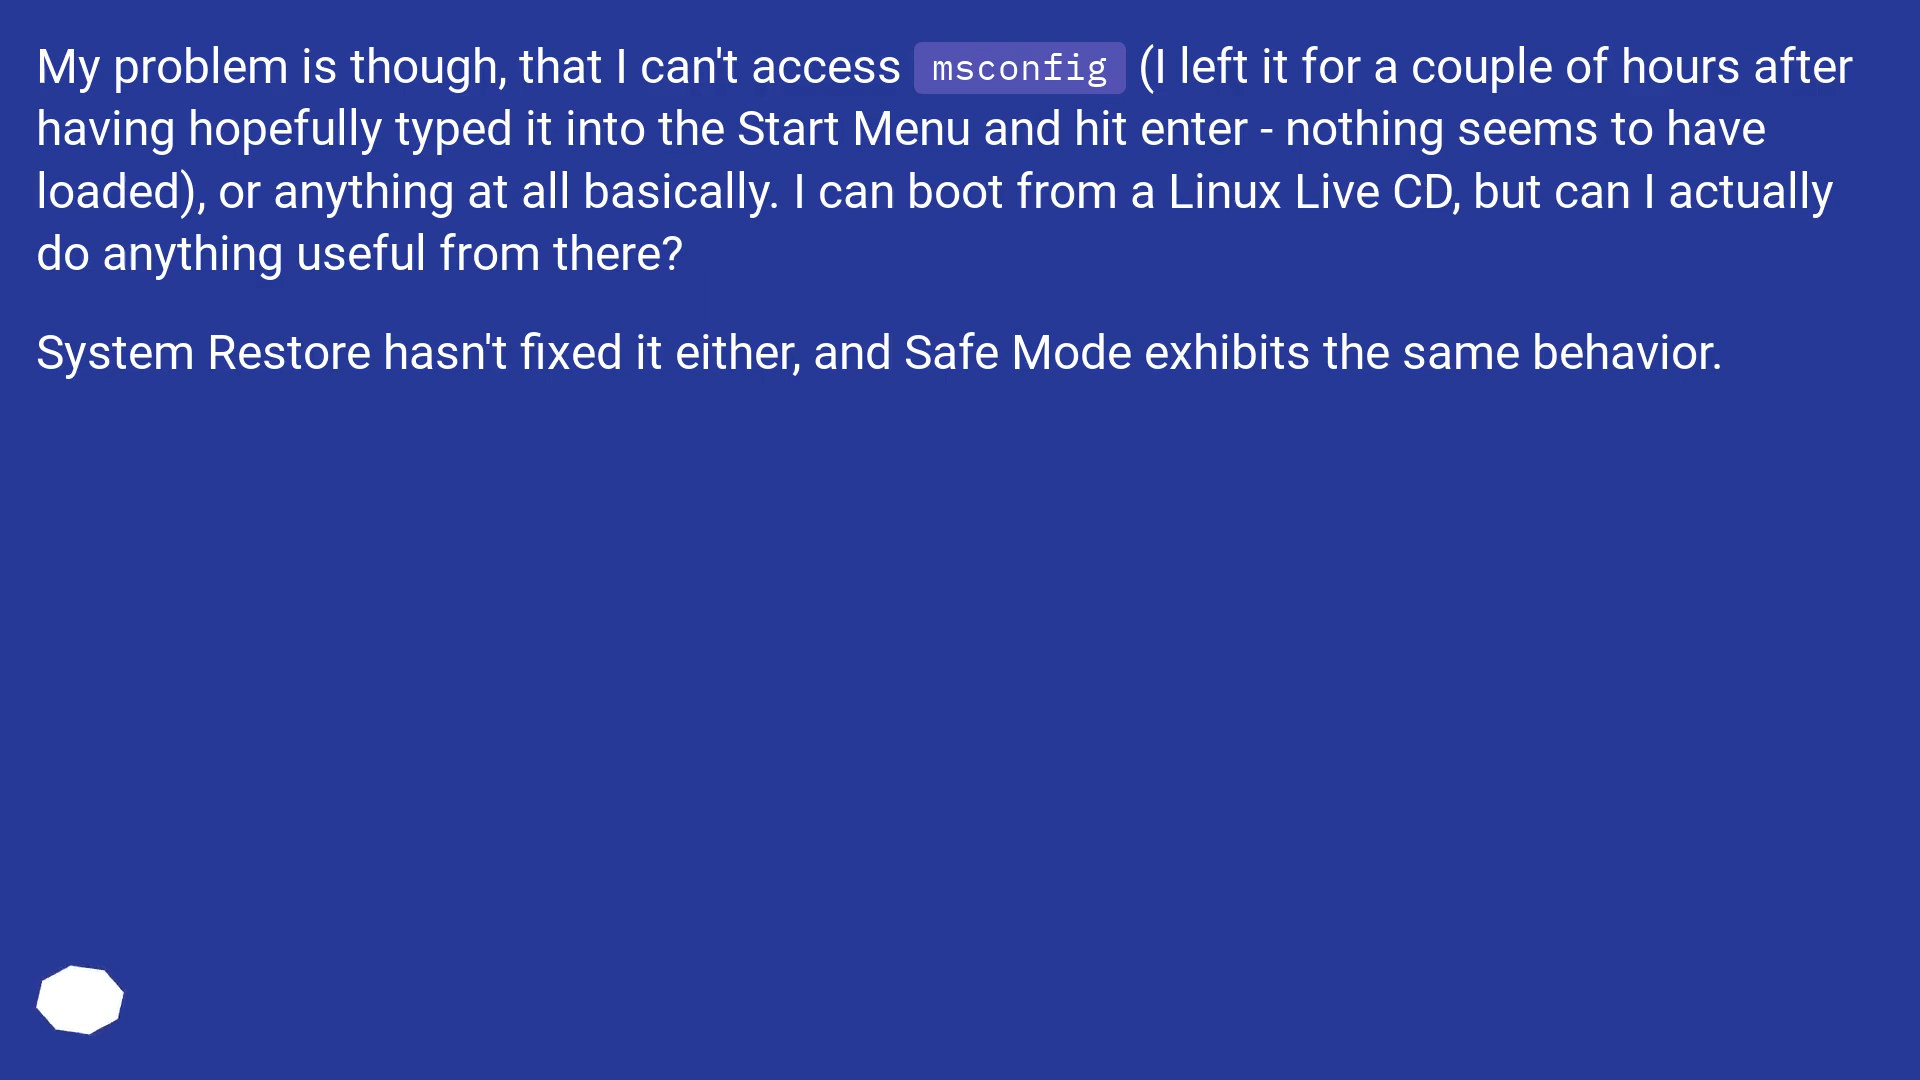 My problem is though, that I can't access msconfig (I left it for a couple of hours after
having hopefully typed it into the Start Menu and hit enter - nothing seems to have
loaded), or anything at all basically. I can boot from a Linux Live CD, but can I actually
do anything useful from there?
System Restore hasn't fixed it either, and Safe Mode exhibits the same behavior.